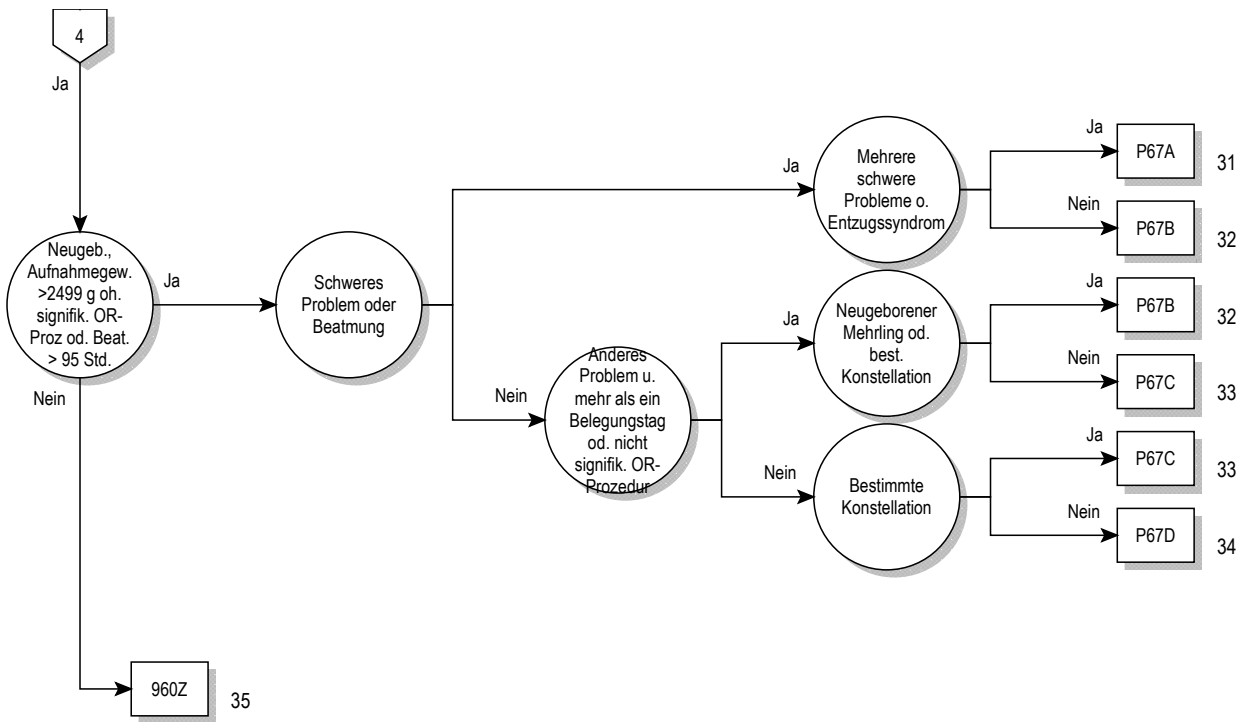 4
Ja
Neugeb.,
Aufnahmegew.
>2499 g oh.
signifik. OR-
Proz od. Beat.
> 95 Std.
Ja
Nein
Schweres
Problem oder
Beatmung
Ja
Mehrere
schwere
Probleme o.
Entzugssyndrom
Ja
P67A
31
Nein
P67B
32
Nein
Anderes
Problem u.
mehr als ein
Belegungstag
od. nicht
signifik. OR-
Prozedur
Ja
Neugeborener
Mehrling od.
best.
Konstellation
Ja
P67B
32
Nein
P67C
33
Nein
Bestimmte
Konstellation
Ja
P67C
33
Nein
P67D
34
960Z
35